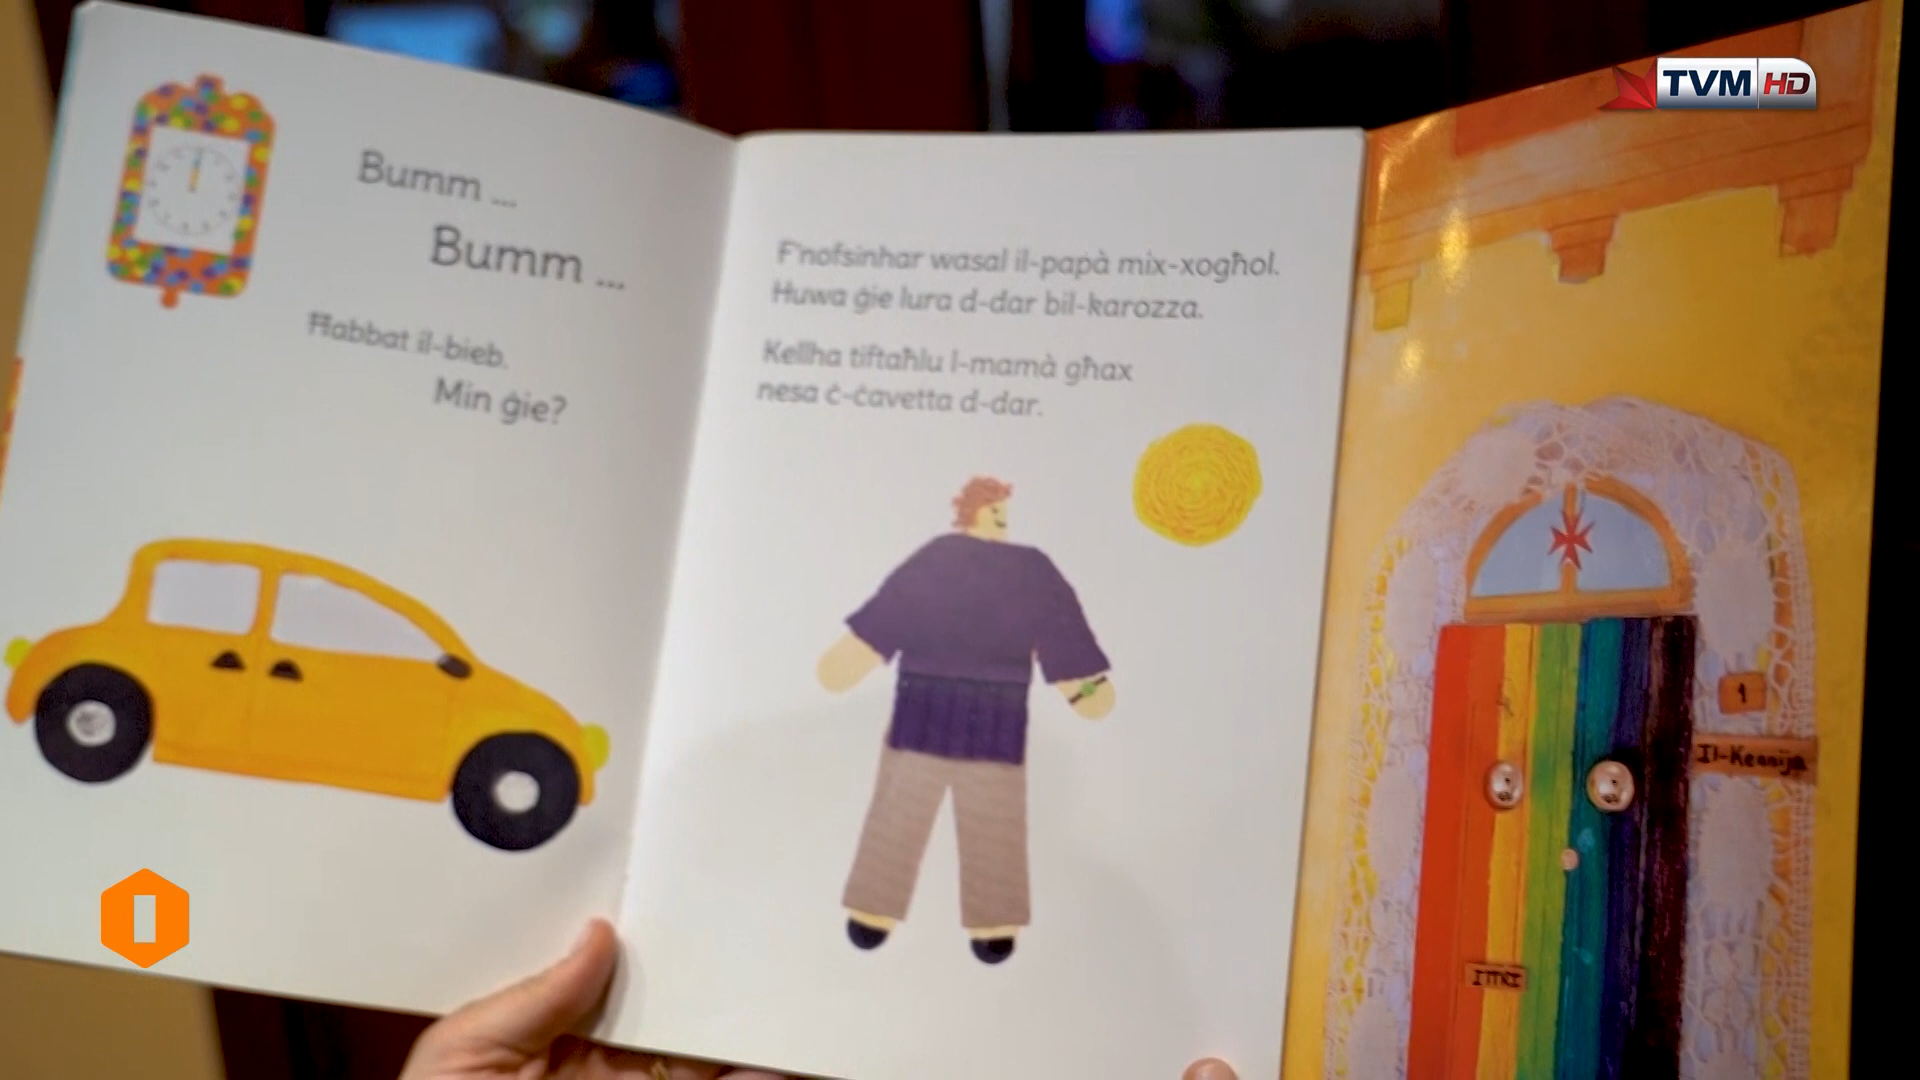 Bumm ...
Bumm ...
Ħabbat il-bieb.
Min ġie?
F'nofsinhar wasal il-papà mix-xogħol.
Huwa ġie lura d-dar bil-karozza.
Kellha tiftaħlu l-mamà għax
nesa ċ-ċavetta d-dar.
TVM HD
1
Il-Kennija
ITTRI